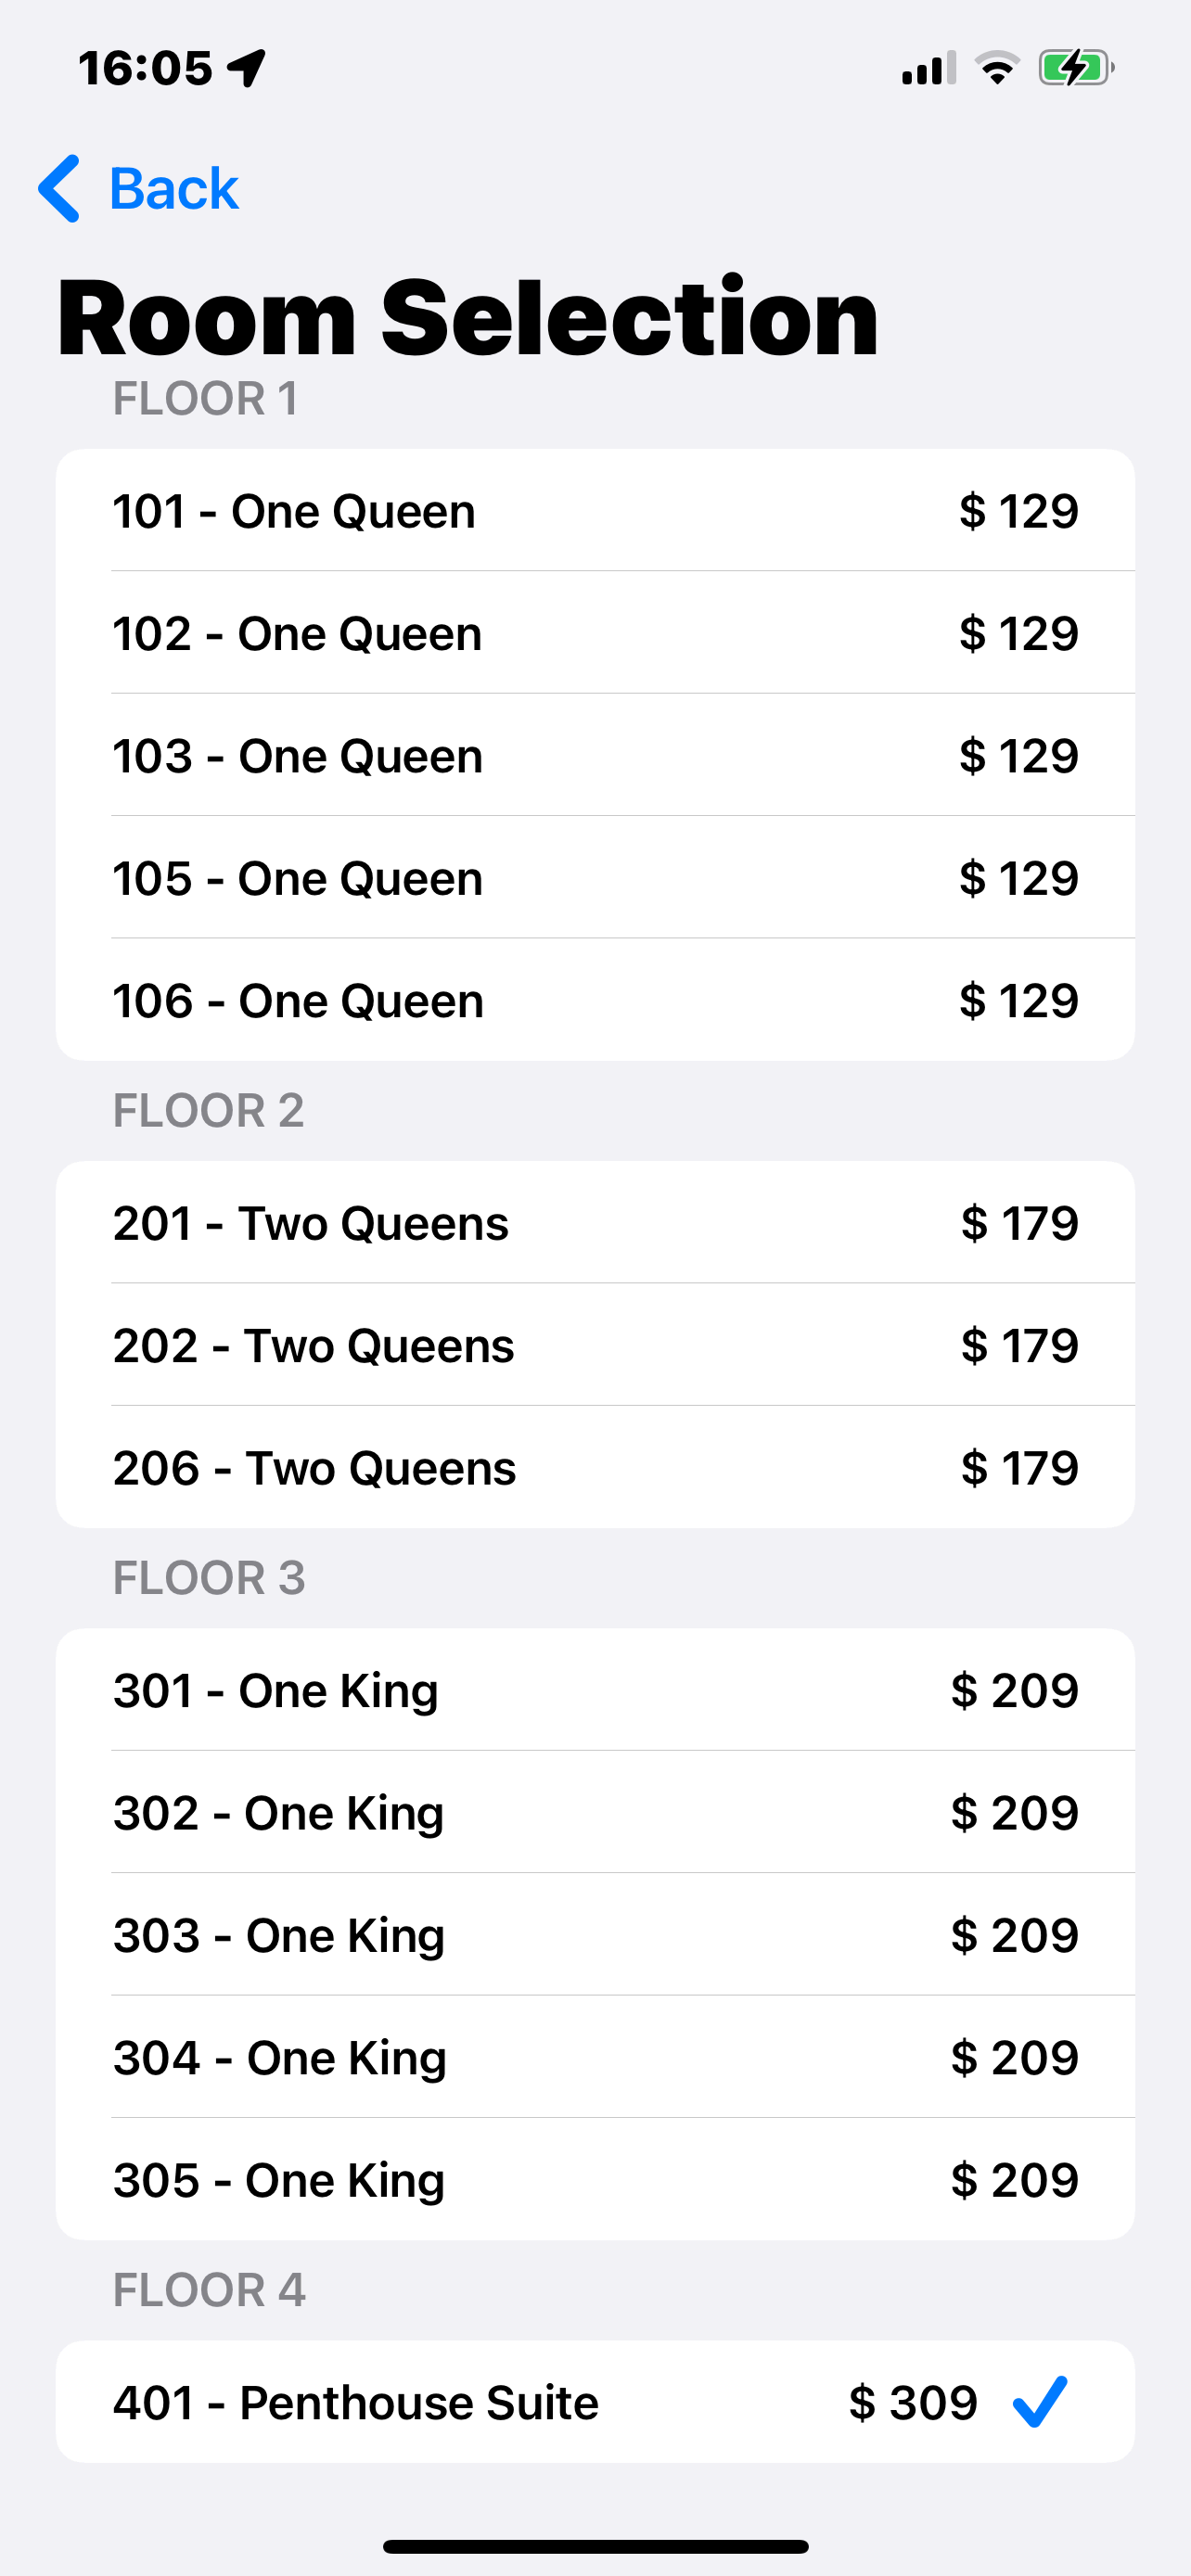 16:05
Back
Room Selection
FLOOR 1
101 - One Queen $ 129
102 - One Queen $ 129
103 - One Queen $ 129
105 - One Queen $ 129
106 - One Queen $ 129
FLOOR 2
201 - Two Queens $ 179
202 - Two Queens $ 179
206 - Two Queens $ 179
FLOOR 3
301 - One King $ 209
302 - One King $ 209
303 - One King $ 209
304 - One King $ 209
305 - One King $ 209
FLOOR 4
401 - Penthouse Suite $ 309